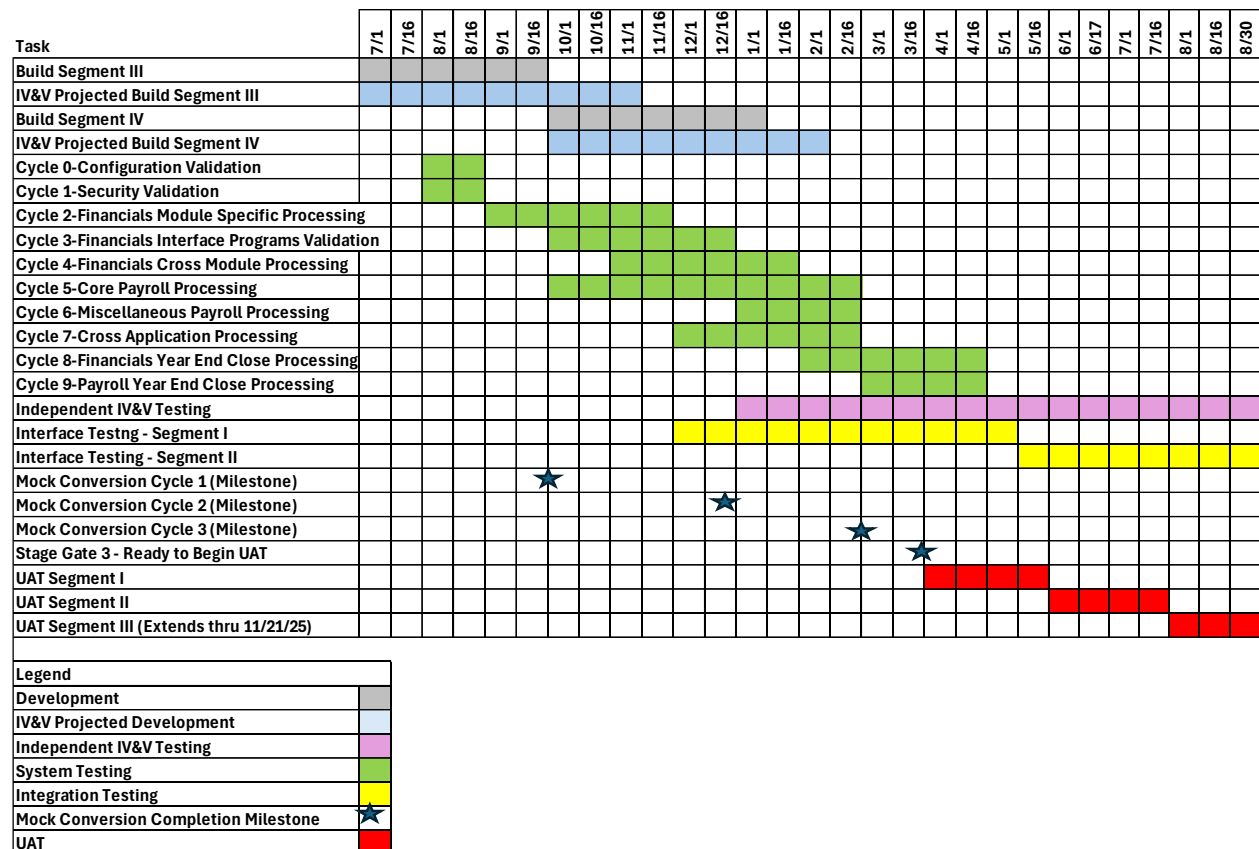 Task 7/1 7/16 8/1 8/16 9/1 9/16 10/1 10/16 11/1 11/16 12/1 12/16 1/1 1/16 2/1 2/16 3/1 3/16 4/1 4/16 5/1 5/16 6/1 6/17 7/1 7/16 8/1 8/16 8/30
Build Segment III
IV&V Projected Build Segment III
Build Segment IV
IV&V Projected Build Segment IV
Cycle 0-Configuration Validation
Cycle 1-Security Validation
Cycle 2-Financials Module Specific Processing
Cycle 3-Financials Interface Programs Validation
Cycle 4-Financials Cross Module Processing
Cycle 5-Core Payroll Processing
Cycle 6-Miscellaneous Payroll Processing
Cycle 7-Cross Application Processing
Cycle 8-Financials Year End Close Processing
Cycle 9-Payroll Year End Close Processing
Independent IV&V Testing
Interface Testng - Segment I
Interface Testing - Segment II
Mock Conversion Cycle 1 (Milestone)
Mock Conversion Cycle 2 (Milestone)
Mock Conversion Cycle 3 (Milestone)
Stage Gate 3 - Ready to Begin UAT
UAT Segment I
UAT Segment II
UAT Segment III (Extends thru 11/21/25)
Legend
Development
IV&V Projected Development
Independent IV&V Testing
System Testing
Integration Testing
Mock Conversion Completion Milestone
UAT